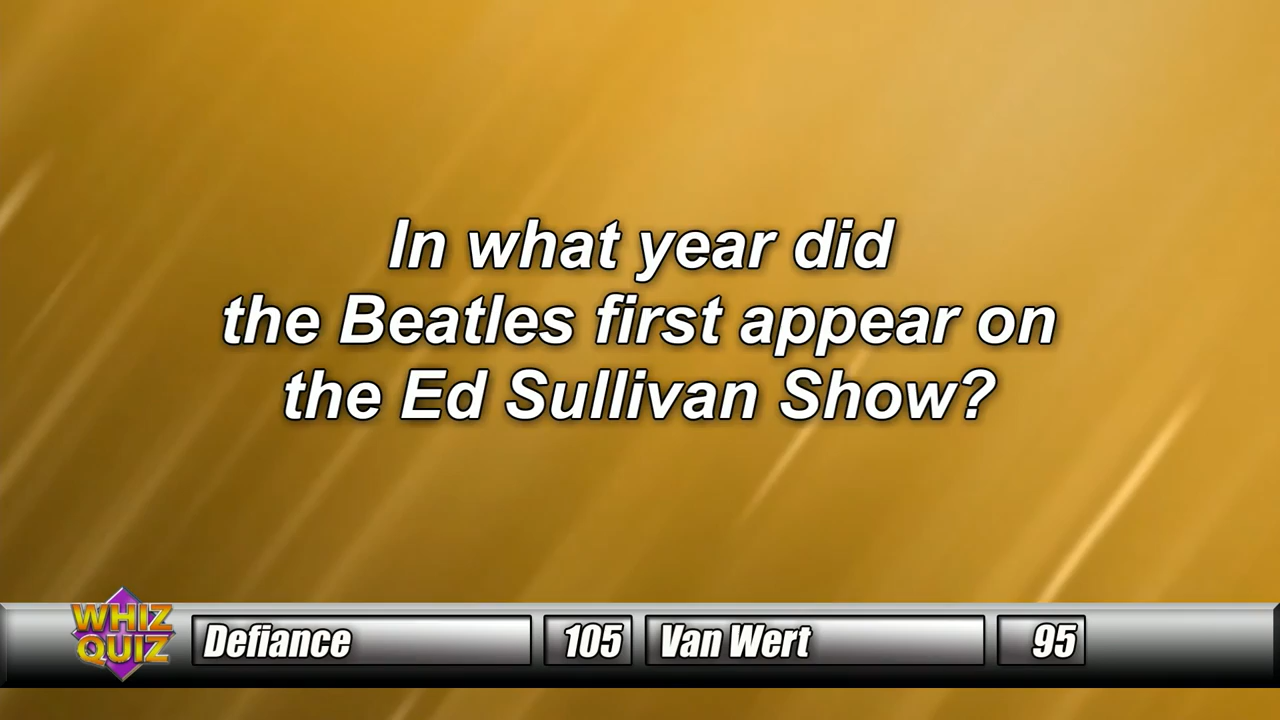 In what year did
the Beatles first appear on
the Ed Sullivan Show?
WHIZ
QUIZ
Defiance 105 Van Wert 95